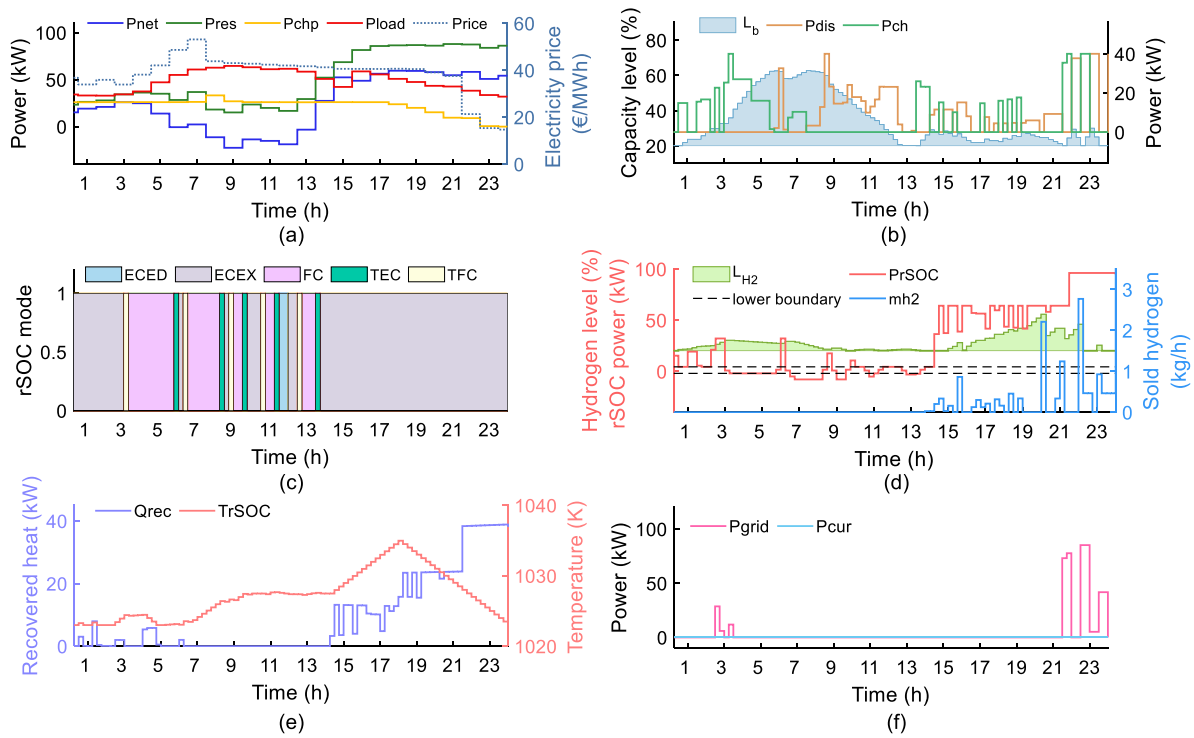 Pnet Pres Pchp Pload Price
100
50
0
Power (kW)
60
40
20
0
Electricity price
(€/MWh)
1 3 5 7 9 11 13 15 17 19 21 23
Time (h)
(a)
L_b Pdis Pch
80
60
40
20
Capacity level (%)
40
20
0
Power (kW)
1 3 5 7 9 11 13 15 17 19 21 23
Time (h)
(b)
ECED ECEX FC TEC TFC
1
0.5
0
rSOC mode
1 3 5 7 9 11 13 15 17 19 21 23
Time (h)
(c)
L_H2 PrSOC
lower boundary mh2
100
50
0
Hydrogen level (%)
rSOC power (kW)
3
2
1
0
Sold hydrogen
(kg/h)
1 3 5 7 9 11 13 15 17 19 21 23
Time (h)
(d)
Qrec TrSOC
40
20
0
Recovered heat (kW)
1040
1030
1020
Temperature (K)
1 3 5 7 9 11 13 15 17 19 21 23
Time (h)
(e)
Pgrid Pcur
100
50
0
Power (kW)
1 3 5 7 9 11 13 15 17 19 21 23
Time (h)
(f)